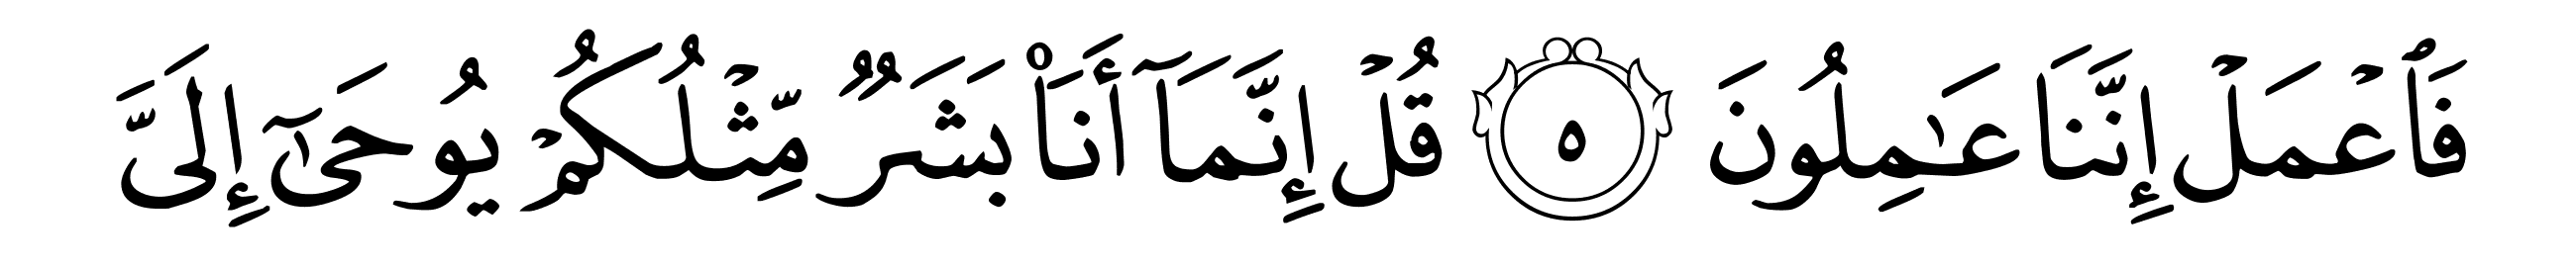 فَٱعۡمَلۡ إِنَّنَا عَـٰمِلُونَ ٥ قُلۡ إِنَّمَآ أَنَا۠ بَشَرٌ مِّثۡلُكُمۡ يُوحَىٰٓ إِلَىَّ